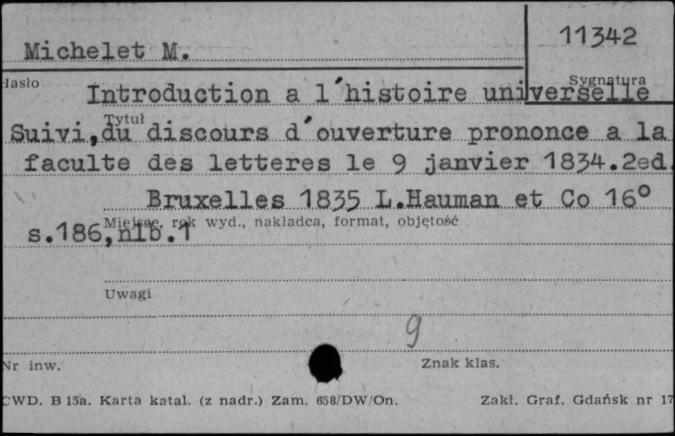 11342
Michelet M.
Hasło
Sygnatura
Introduction a l'histoire universelle
Tytuł
Suivi,du discours d'ouverture prononce a la
faculte des letteres le 9 janvier 1834.2ed.
Bruxelles 1835 L.Hauman et Co 16°
Miejsce, rok wyd., nakładca, format, objętość
s.186,nlb.1
Uwagi
9
Nr inw.
Znak klas.
CWD. B 15a. Karta katal. (z nadr.) Zam. 658/DW/On.
Zakł. Graf. Gdańsk nr 17